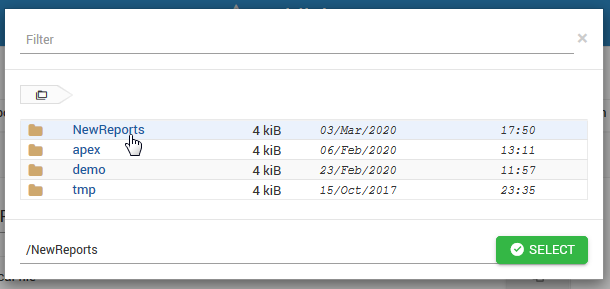 Filter
×
NewReports 4 kiB 03/Mar/2020 17:50
apex 4 kiB 06/Feb/2020 13:11
demo 4 kiB 23/Feb/2020 11:57
tmp 4 kiB 15/Oct/2017 23:35
/NewReports SELECT